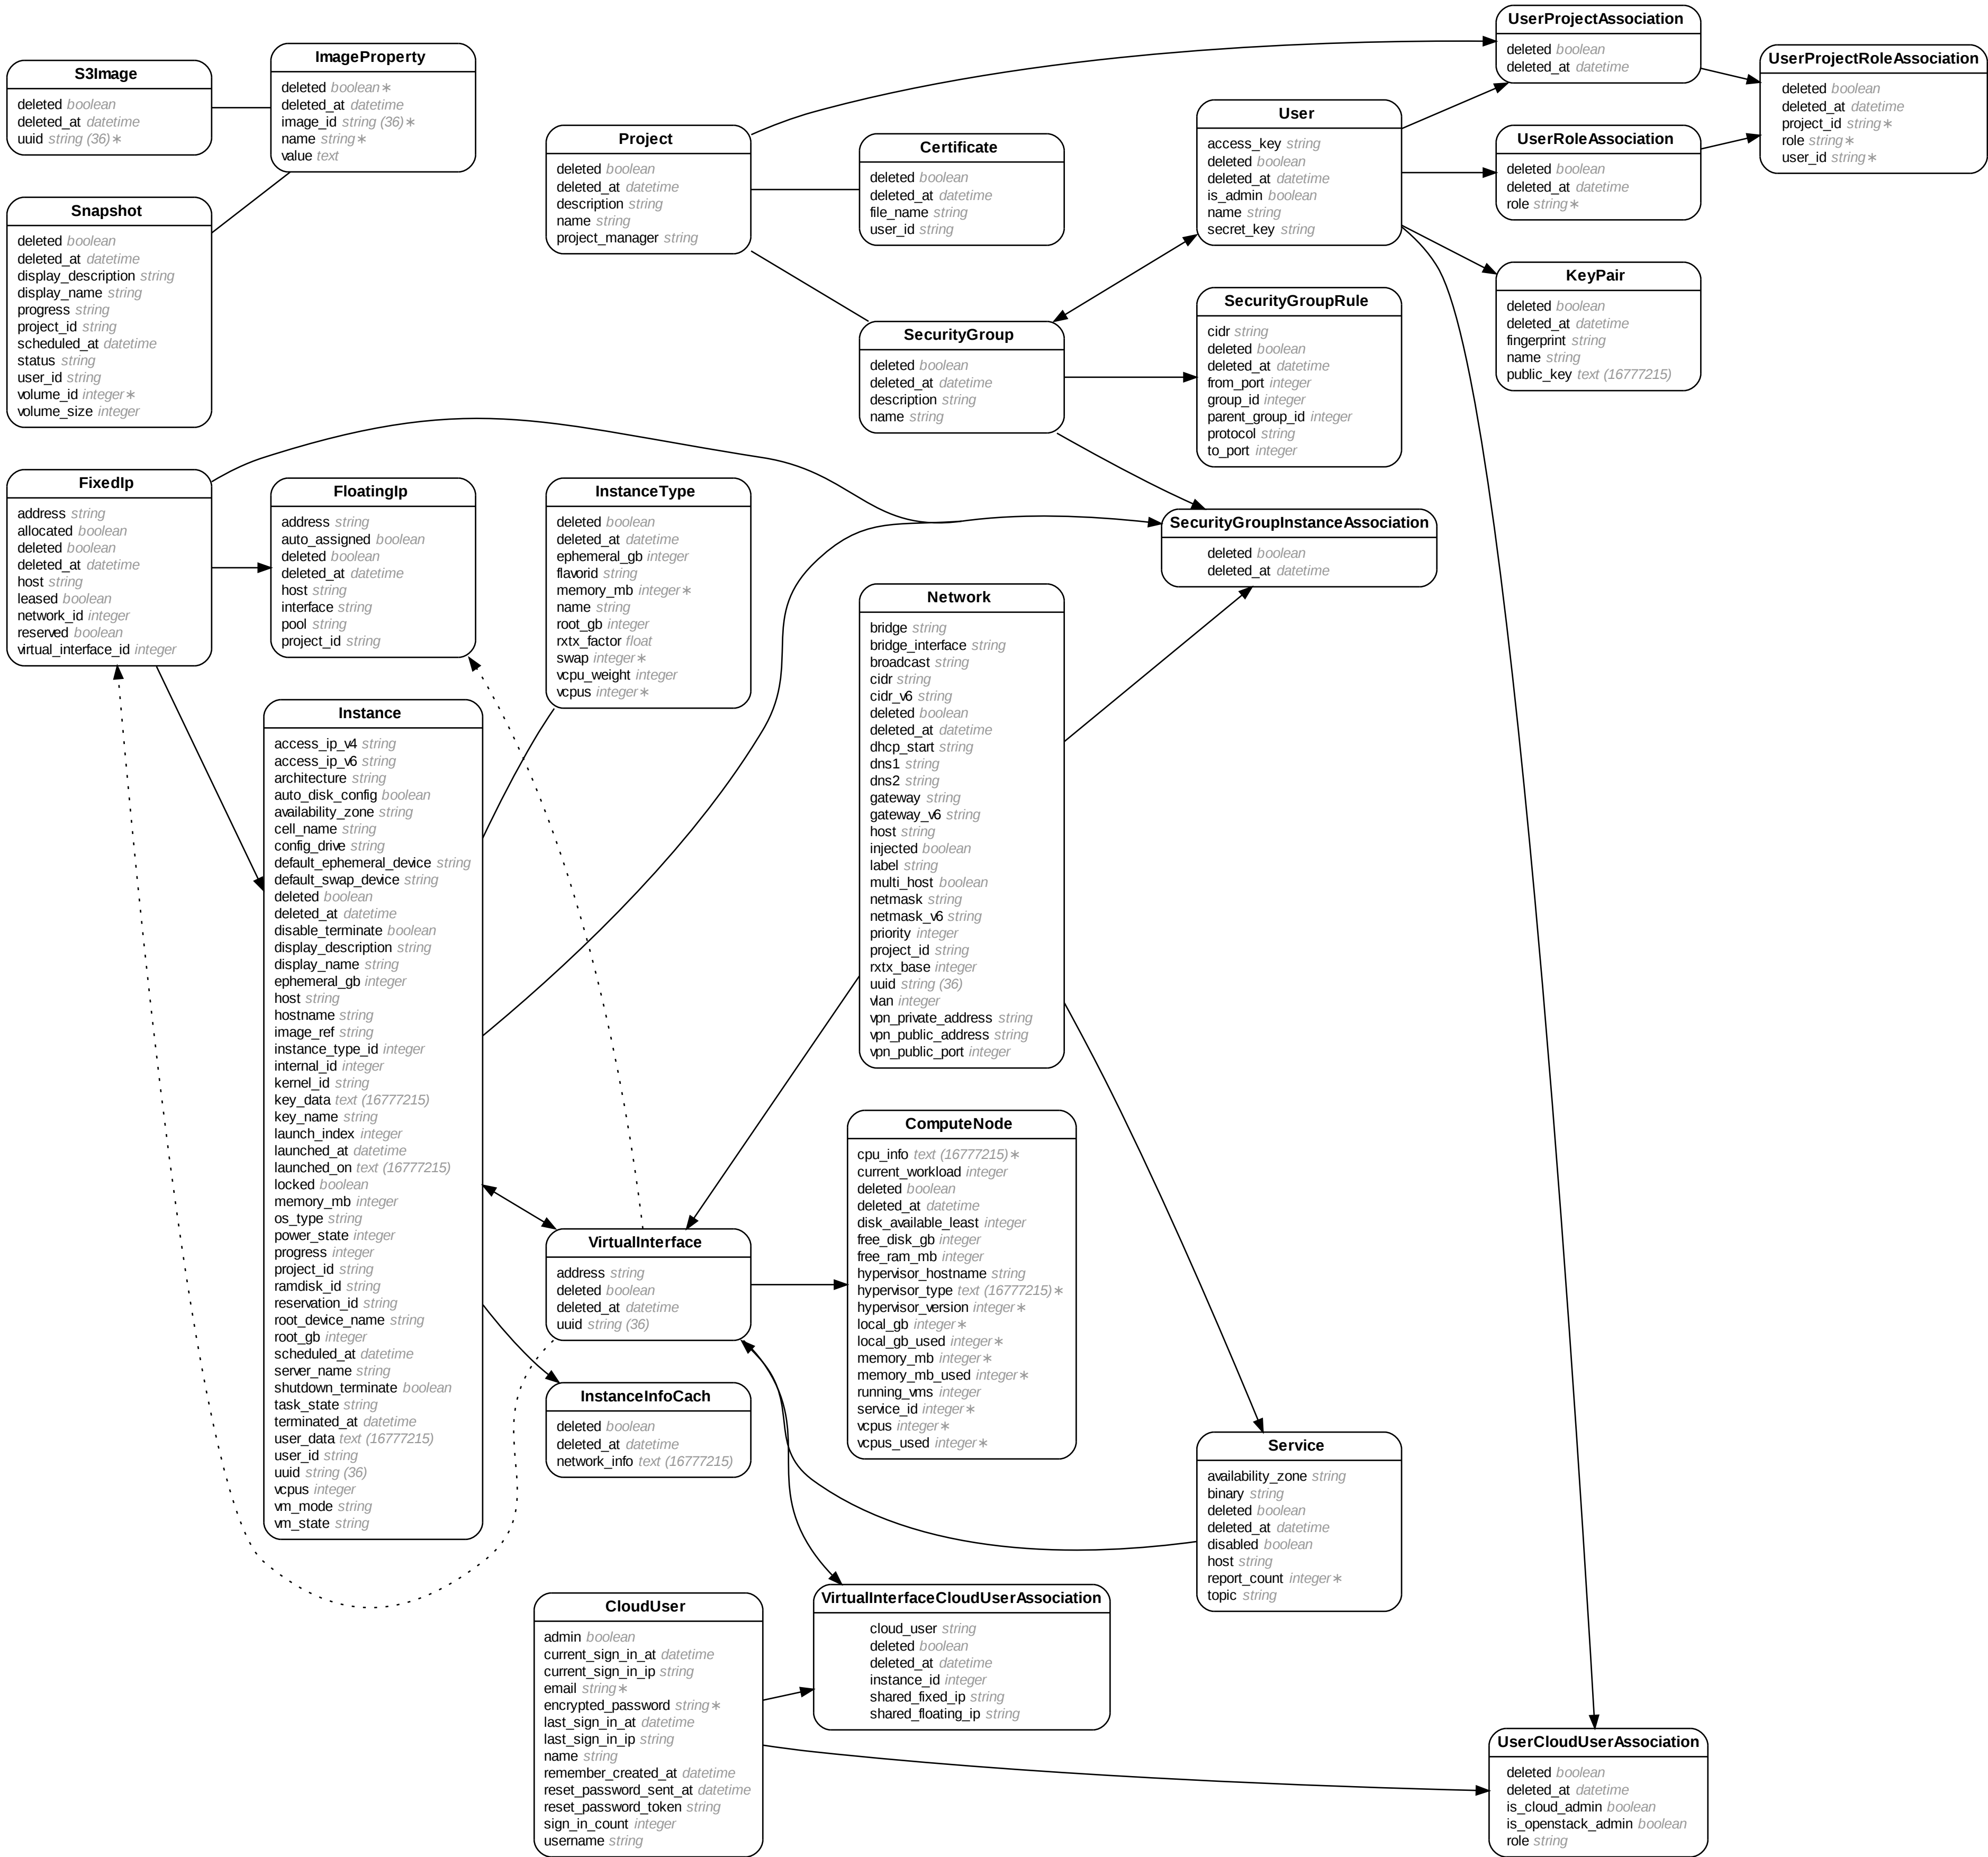 S3Image
deleted boolean
deleted_at datetime
uuid string (36)∗
ImageProperty
deleted boolean∗
deleted_at datetime
image_id string (36)∗
name string∗
value text
Snapshot
deleted boolean
deleted_at datetime
display_description string
display_name string
progress string
project_id string
scheduled_at datetime
status string
user_id string
volume_id integer∗
volume_size integer
Project
deleted boolean
deleted_at datetime
description string
name string
project_manager string
Certificate
deleted boolean
deleted_at datetime
file_name string
user_id string
User
access_key string
deleted boolean
deleted_at datetime
is_admin boolean
name string
secret_key string
UserProjectAssociation
deleted boolean
deleted_at datetime
UserProjectRoleAssociation
deleted boolean
deleted_at datetime
project_id string∗
role string∗
user_id string∗
UserRoleAssociation
deleted boolean
deleted_at datetime
role string∗
KeyPair
deleted boolean
deleted_at datetime
fingerprint string
name string
public_key text (16777215)
SecurityGroup
deleted boolean
deleted_at datetime
description string
name string
SecurityGroupRule
cidr string
deleted boolean
deleted_at datetime
from_port integer
group_id integer
parent_group_id integer
protocol string
to_port integer
FixedIp
address string
allocated boolean
deleted boolean
deleted_at datetime
host string
leased boolean
network_id integer
reserved boolean
virtual_interface_id integer
FloatingIp
address string
auto_assigned boolean
deleted boolean
deleted_at datetime
host string
interface string
pool string
project_id string
InstanceType
deleted boolean
deleted_at datetime
ephemeral_gb integer
flavorid string
memory_mb integer∗
name string
root_gb integer
rxtx_factor float
swap integer∗
vcpu_weight integer
vcpus integer∗
SecurityGroupInstanceAssociation
deleted boolean
deleted_at datetime
Network
bridge string
bridge_interface string
broadcast string
cidr string
cidr_v6 string
deleted boolean
deleted_at datetime
dhcp_start string
dns1 string
dns2 string
gateway string
gateway_v6 string
host string
injected boolean
label string
multi_host boolean
netmask string
netmask_v6 string
priority integer
project_id string
rxtx_base integer
uuid string (36)
vlan integer
vpn_private_address string
vpn_public_address string
vpn_public_port integer
Instance
access_ip_v4 string
access_ip_v6 string
architecture string
auto_disk_config boolean
availability_zone string
cell_name string
config_drive string
default_ephemeral_device string
default_swap_device string
deleted boolean
deleted_at datetime
disable_terminate boolean
display_description string
display_name string
ephemeral_gb integer
host string
hostname string
image_ref string
instance_type_id integer
internal_id integer
kernel_id string
key_data text (16777215)
key_name string
launch_index integer
launched_at datetime
launched_on text (16777215)
locked boolean
memory_mb integer
os_type string
power_state integer
progress integer
project_id string
ramdisk_id string
reservation_id string
root_device_name string
root_gb integer
scheduled_at datetime
server_name string
shutdown_terminate boolean
task_state string
terminated_at datetime
user_data text (16777215)
user_id string
uuid string (36)
vcpus integer
vm_mode string
vm_state string
ComputeNode
cpu_info text (16777215)∗
current_workload integer
deleted boolean
deleted_at datetime
disk_available_least integer
free_disk_gb integer
free_ram_mb integer
hypervisor_hostname string
hypervisor_type text (16777215)∗
hypervisor_version integer∗
local_gb integer∗
local_gb_used integer∗
memory_mb integer∗
memory_mb_used integer∗
running_vms integer
service_id integer∗
vcpus integer∗
vcpus_used integer∗
VirtualInterface
address string
deleted boolean
deleted_at datetime
uuid string (36)
InstanceInfoCach
deleted boolean
deleted_at datetime
network_info text (16777215)
Service
availability_zone string
binary string
deleted boolean
deleted_at datetime
disabled boolean
host string
report_count integer∗
topic string
CloudUser
admin boolean
current_sign_in_at datetime
current_sign_in_ip string
email string∗
encrypted_password string∗
last_sign_in_at datetime
last_sign_in_ip string
name string
remember_created_at datetime
reset_password_sent_at datetime
reset_password_token string
sign_in_count integer
username string
VirtualInterfaceCloudUserAssociation
cloud_user string
deleted boolean
deleted_at datetime
instance_id integer
shared_fixed_ip string
shared_floating_ip string
UserCloudUserAssociation
deleted boolean
deleted_at datetime
is_cloud_admin boolean
is_openstack_admin boolean
role string